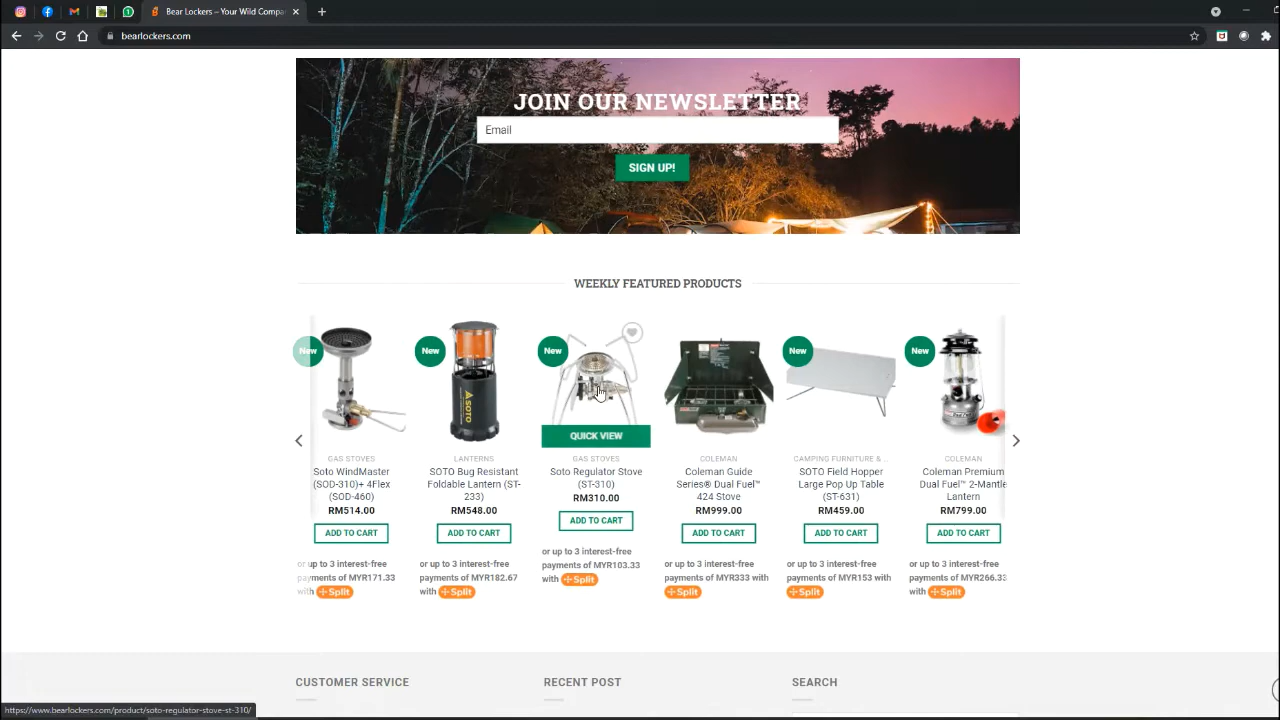 Bear Lockers – Your Wild Compa
bearlockers.com
JOIN OUR NEWSLETTER
Email
SIGN UP!
WEEKLY FEATURED PRODUCTS
New
New
New
New
New
SOTO
QUICK VIEW
GAS STOVES
Soto WindMaster
(SOD-310)+ 4Flex
(SOD-460)
RM514.00
ADD TO CART
or up to 3 interest-free
payments of MYR171.33
with Split
LANTERNS
SOTO Bug Resistant
Foldable Lantern (ST-
233)
RM548.00
ADD TO CART
or up to 3 interest-free
payments of MYR182.67
with Split
GAS STOVES
Soto Regulator Stove
(ST-310)
RM310.00
ADD TO CART
or up to 3 interest-free
payments of MYR103.33
with Split
COLEMAN
Coleman Guide
Series® Dual Fuel™
424 Stove
RM999.00
ADD TO CART
or up to 3 interest-free
payments of MYR333 with
Split
CAMPING FURNITURE & ..
SOTO Field Hopper
Large Pop Up Table
(ST-631)
RM459.00
ADD TO CART
or up to 3 interest-free
payments of MYR153 with
Split
COLEMAN
Coleman Premium
Dual Fuel™ 2-Mantle
Lantern
RM799.00
ADD TO CART
or up to 3 interest-free
payments of MYR266.33
with Split
CUSTOMER SERVICE
RECENT POST
SEARCH
https://www.bearlockers.com/product/soto-regulator-stove-st-310/